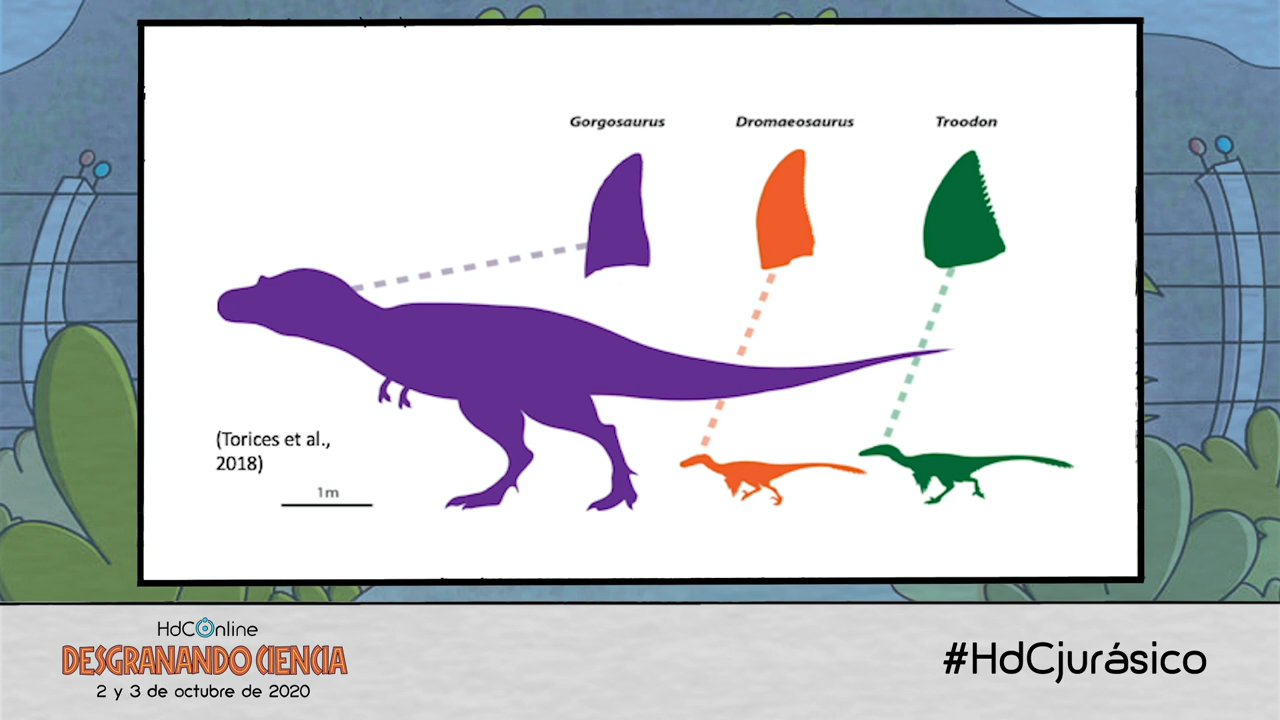 Gorgosaurus
Dromaeosaurus
Troodon
(Torices et al.,
2018)
1m
HdCOnline
DESGRANANDO CIENCIA
2 y 3 de octubre de 2020
#HdCjurásico